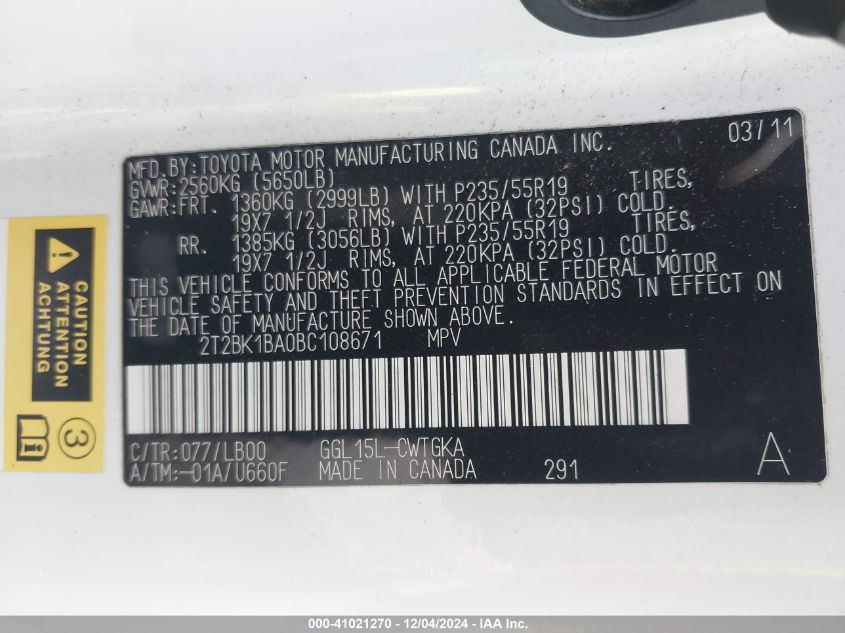 03/11
MFD.BY:TOYOTA MOTOR MANUFACTURING CANADA INC.
GVWR:2560KG (5650LB)
GAWR:FRT. 1360KG (2999LB) WITH P235/55R19 TIRES,
19X7 1/2J RIMS, AT 220KPA (32PSI) COLD.
RR. 1385KG (3056LB) WITH P235/55R19 TIRES,
19X7 1/2J RIMS, AT 220KPA (32PSI) COLD.
THIS VEHICLE CONFORMS TO ALL APPLICABLE FEDERAL MOTOR
VEHICLE SAFETY AND THEFT PREVENTION STANDARDS IN EFFECT ON
THE DATE OF MANUFACTURE SHOWN ABOVE.
2T2BK1BA0BC108671 MPV
C/TR:077/LB00 GGL15L-CWTGKA
A/TM:-01A/U660F MADE IN CANADA 291 A
CAUTION
ATTENTION
ACHTUNG
3
000-41021270 - 12/04/2024 - IAA Inc.